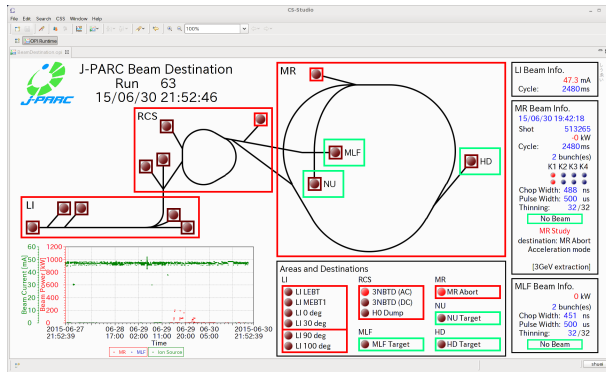 CS-Studio
File Edit Search CSS Window Help
100%
OPI Runtime
BeamDestination.opi
J-PARC
J-PARC Beam Destination
Run 63
15/06/30 21:52:46
RCS
LI
MR
MLF
NU
HD
LI Beam Info.
47.3 mA
Cycle: 2480ms
MR Beam Info.
15/06/30 19:42:18
Shot 513265
-0 kW
Cycle: 2480ms
2 bunch(es)
K1 K2 K3 K4
Chop Width: 488 ns
Pulse Width: 500 us
Thinning: 32/32
No Beam
MR Study
destination: MR Abort
Acceleration mode
[3GeV extraction]
MLF Beam Info.
0 kW
2 bunch(es)
Chop Width: 451 ns
Pulse Width: 500 us
Thinning: 32/32
No Beam
Beam Current (mA)
60
50
40
30
20
10
0
Beam Power (kW)
1200
1000
800
600
400
200
0
2015-06-27 06-28 06-29 06-29 06-29 2015-06-30
21:52:39 17:00 02:00 11:00 20:00 05:00 21:52:39
Time
MR MLF Ion Source
Areas and Destinations
LI
LI LEBT
LI MEBT1
LI 0 deg
LI 30 deg
LI 90 deg
LI 100 deg
RCS
3NBTD (AC)
3NBTD (DC)
H0 Dump
MLF
MLF Target
MR
MR Abort
NU
NU Target
HD
HD Target